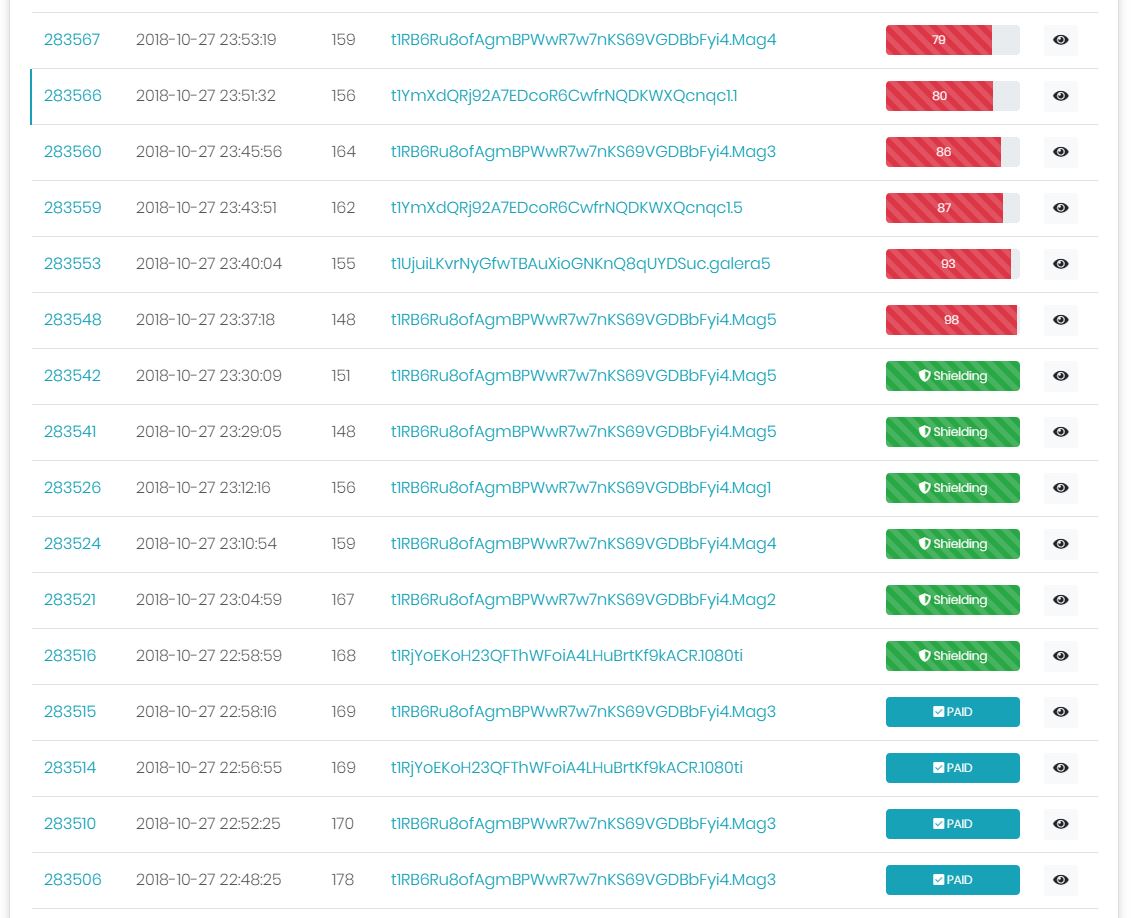 283567 2018-10-27 23:53:19 159 t1RB6Ru8ofAgmBPWwR7w7nKS69VGDBbFyi4.Mag4 79
283566 2018-10-27 23:51:32 156 t1YmXdQRj92A7EDcoR6CwfrNQDKWXQcnqc1.1 80
283560 2018-10-27 23:45:56 164 t1RB6Ru8ofAgmBPWwR7w7nKS69VGDBbFyi4.Mag3 86
283559 2018-10-27 23:43:51 162 t1YmXdQRj92A7EDcoR6CwfrNQDKWXQcnqc1.5 87
283553 2018-10-27 23:40:04 155 t1UjuiLKvrNyGfwTBAuXioGNKnQ8qUYDSuc.galera5 93
283548 2018-10-27 23:37:18 148 t1RB6Ru8ofAgmBPWwR7w7nKS69VGDBbFyi4.Mag5 98
283542 2018-10-27 23:30:09 151 t1RB6Ru8ofAgmBPWwR7w7nKS69VGDBbFyi4.Mag5 Shielding
283541 2018-10-27 23:29:05 148 t1RB6Ru8ofAgmBPWwR7w7nKS69VGDBbFyi4.Mag5 Shielding
283526 2018-10-27 23:12:16 156 t1RB6Ru8ofAgmBPWwR7w7nKS69VGDBbFyi4.Mag1 Shielding
283524 2018-10-27 23:10:54 159 t1RB6Ru8ofAgmBPWwR7w7nKS69VGDBbFyi4.Mag4 Shielding
283521 2018-10-27 23:04:59 167 t1RB6Ru8ofAgmBPWwR7w7nKS69VGDBbFyi4.Mag2 Shielding
283516 2018-10-27 22:58:59 168 t1RjYoEKoH23QFThWFoiA4LHuBrtKf9kACR.1080ti Shielding
283515 2018-10-27 22:58:16 169 t1RB6Ru8ofAgmBPWwR7w7nKS69VGDBbFyi4.Mag3 PAID
283514 2018-10-27 22:56:55 169 t1RjYoEKoH23QFThWFoiA4LHuBrtKf9kACR.1080ti PAID
283510 2018-10-27 22:52:25 170 t1RB6Ru8ofAgmBPWwR7w7nKS69VGDBbFyi4.Mag3 PAID
283506 2018-10-27 22:48:25 178 t1RB6Ru8ofAgmBPWwR7w7nKS69VGDBbFyi4.Mag3 PAID